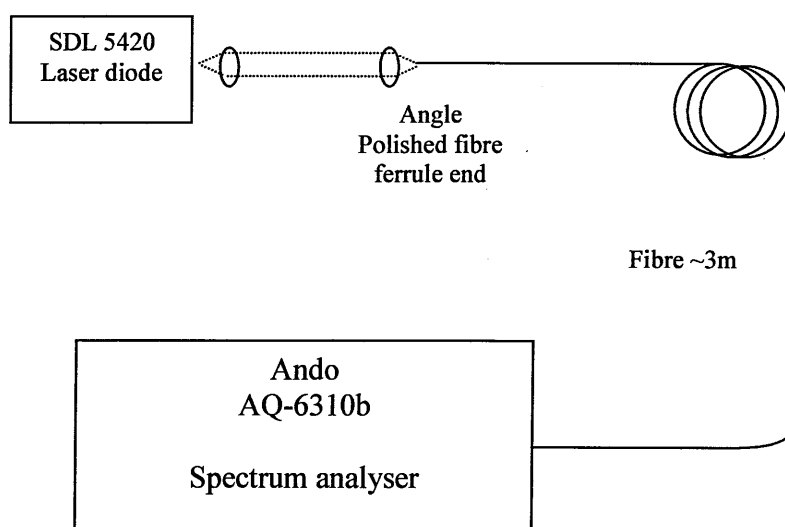 SDL 5420
Laser diode
Angle
Polished fibre
ferrule end
Fibre ~3m
Ando
AQ-6310b
Spectrum analyser